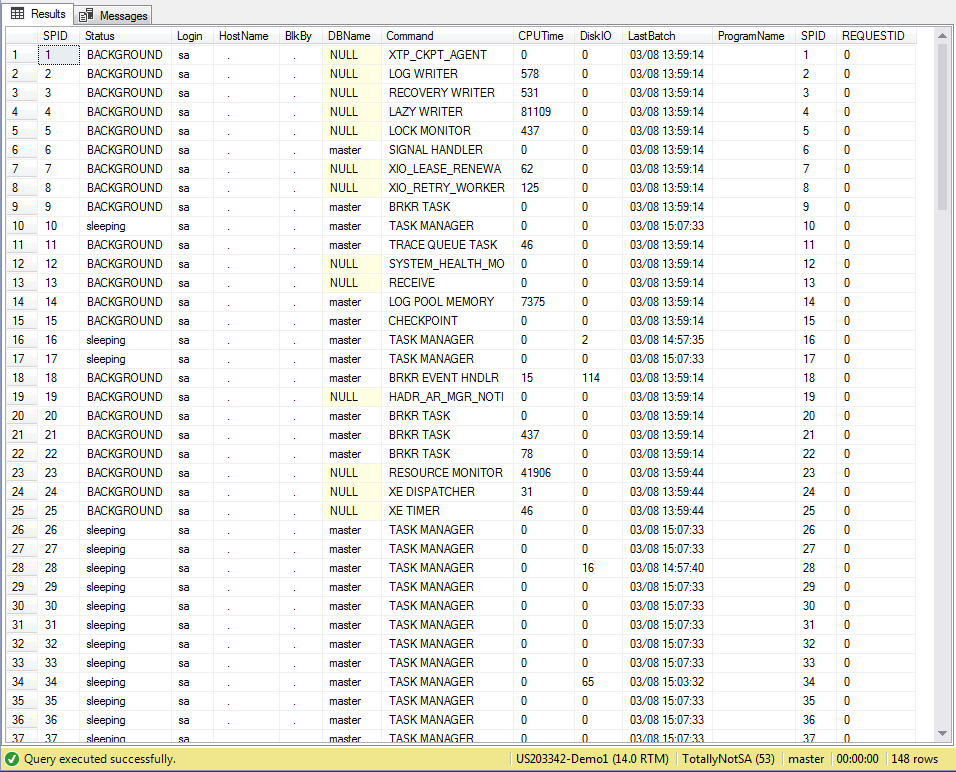 Results Messages
SPID Status Login HostName BlkBy DBName Command CPUTime DiskIO LastBatch ProgramName SPID REQUESTID
1 1 BACKGROUND sa . . NULL XTP_CKPT_AGENT 0 0 03/08 13:59:14 1 0
2 2 BACKGROUND sa . . NULL LOG WRITER 578 0 03/08 13:59:14 2 0
3 3 BACKGROUND sa . . NULL RECOVERY WRITER 531 0 03/08 13:59:14 3 0
4 4 BACKGROUND sa . . NULL LAZY WRITER 81109 0 03/08 13:59:14 4 0
5 5 BACKGROUND sa . . NULL LOCK MONITOR 437 0 03/08 13:59:14 5 0
6 6 BACKGROUND sa . . master SIGNAL HANDLER 0 0 03/08 13:59:14 6 0
7 7 BACKGROUND sa . . NULL XIO_LEASE_RENEWA 62 0 03/08 13:59:14 7 0
8 8 BACKGROUND sa . . NULL XIO_RETRY_WORKER 125 0 03/08 13:59:14 8 0
9 9 BACKGROUND sa . . master BRKR TASK 0 0 03/08 13:59:14 9 0
10 10 sleeping sa . . master TASK MANAGER 0 0 03/08 15:07:33 10 0
11 11 BACKGROUND sa . . master TRACE QUEUE TASK 46 0 03/08 13:59:14 11 0
12 12 BACKGROUND sa . . NULL SYSTEM_HEALTH_MO 0 0 03/08 13:59:14 12 0
13 13 BACKGROUND sa . . NULL RECEIVE 0 0 03/08 13:59:14 13 0
14 14 BACKGROUND sa . . master LOG POOL MEMORY 7375 0 03/08 13:59:14 14 0
15 15 BACKGROUND sa . . master CHECKPOINT 0 0 03/08 13:59:14 15 0
16 16 sleeping sa . . master TASK MANAGER 0 2 03/08 14:57:35 16 0
17 17 sleeping sa . . master TASK MANAGER 0 0 03/08 15:07:33 17 0
18 18 BACKGROUND sa . . master BRKR EVENT HNDLR 15 114 03/08 13:59:14 18 0
19 19 BACKGROUND sa . . NULL HADR_AR_MGR_NOTI 0 0 03/08 13:59:14 19 0
20 20 BACKGROUND sa . . master BRKR TASK 0 0 03/08 13:59:14 20 0
21 21 BACKGROUND sa . . master BRKR TASK 437 0 03/08 13:59:14 21 0
22 22 BACKGROUND sa . . master BRKR TASK 78 0 03/08 13:59:14 22 0
23 23 BACKGROUND sa . . NULL RESOURCE MONITOR 41906 0 03/08 13:59:44 23 0
24 24 BACKGROUND sa . . NULL XE DISPATCHER 31 0 03/08 13:59:44 24 0
25 25 BACKGROUND sa . . NULL XE TIMER 46 0 03/08 13:59:44 25 0
26 26 sleeping sa . . master TASK MANAGER 0 0 03/08 15:07:33 26 0
27 27 sleeping sa . . master TASK MANAGER 0 0 03/08 15:07:33 27 0
28 28 sleeping sa . . master TASK MANAGER 0 16 03/08 14:57:40 28 0
29 29 sleeping sa . . master TASK MANAGER 0 0 03/08 15:07:33 29 0
30 30 sleeping sa . . master TASK MANAGER 0 0 03/08 15:07:33 30 0
31 31 sleeping sa . . master TASK MANAGER 0 0 03/08 15:07:33 31 0
32 32 sleeping sa . . master TASK MANAGER 0 0 03/08 15:07:33 32 0
33 33 sleeping sa . . master TASK MANAGER 0 0 03/08 15:07:33 33 0
34 34 sleeping sa . . master TASK MANAGER 0 65 03/08 15:03:32 34 0
35 35 sleeping sa . . master TASK MANAGER 0 0 03/08 15:07:33 35 0
36 36 sleeping sa . . master TASK MANAGER 0 0 03/08 15:07:33 36 0
37 37 sleeping sa . . master TASK MANAGER 0 0 03/08 15:07:33 37 0
Query executed successfully. US203342-Demo1 (14.0 RTM) TotallyNotSA (53) master 00:00:00 148 rows